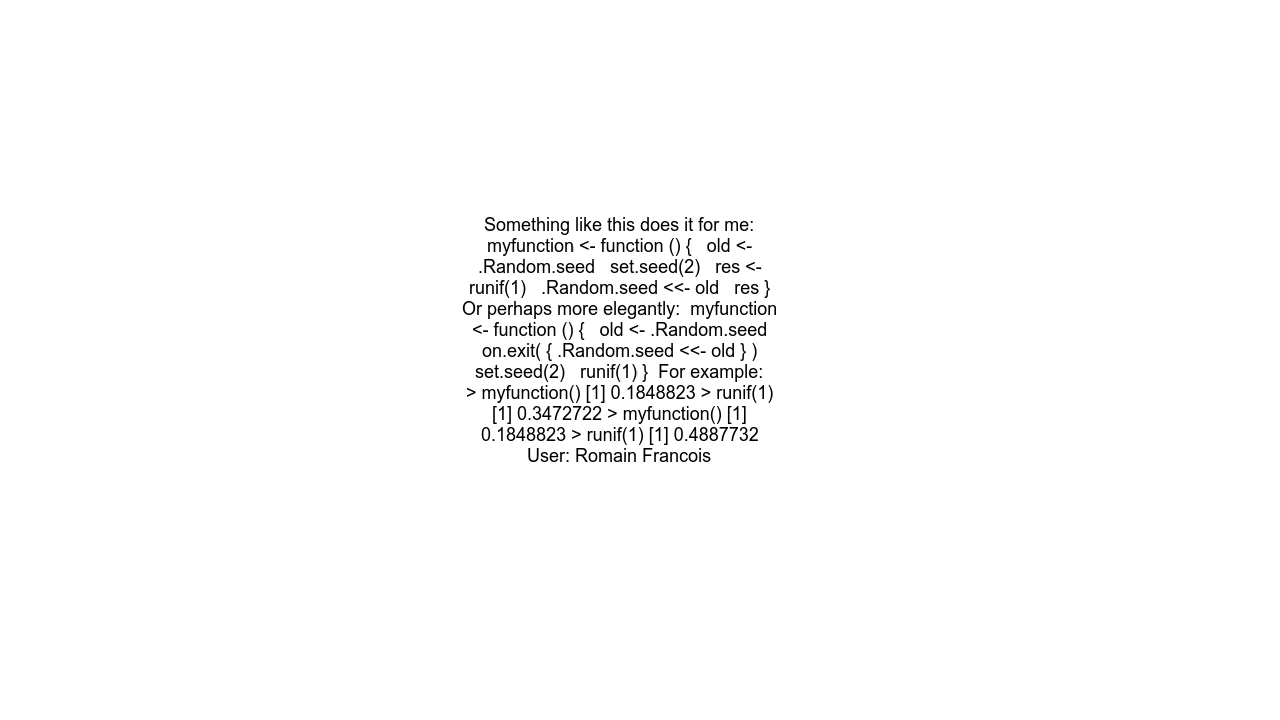 Something like this does it for me:
myfunction <- function () {   old <-
.Random.seed   set.seed(2)   res <-
runif(1)   .Random.seed <<- old   res }
Or perhaps more elegantly:  myfunction
<- function () {   old <- .Random.seed
on.exit( { .Random.seed <<- old } )
set.seed(2)   runif(1) }  For example:
> myfunction() [1] 0.1848823 > runif(1)
[1] 0.3472722 > myfunction() [1]
0.1848823 > runif(1) [1] 0.4887732
User: Romain Francois